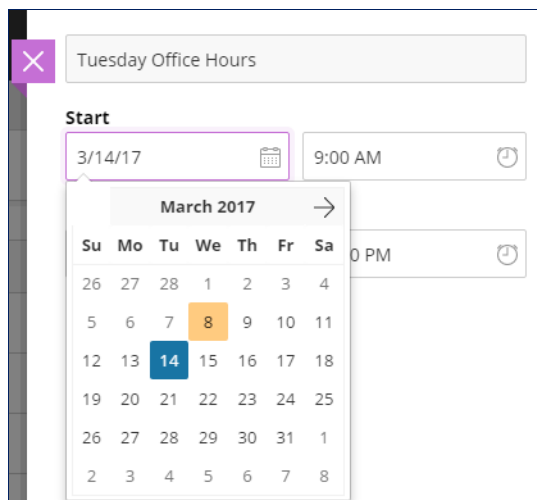 Tuesday Office Hours
Start
3/14/17 9:00 AM
March 2017
Su Mo Tu We Th Fr Sa
0 PM
26 27 28 1 2 3 4
5 6 7 8 9 10 11
12 13 14 15 16 17 18
19 20 21 22 23 24 25
26 27 28 29 30 31 1
2 3 4 5 6 7 8